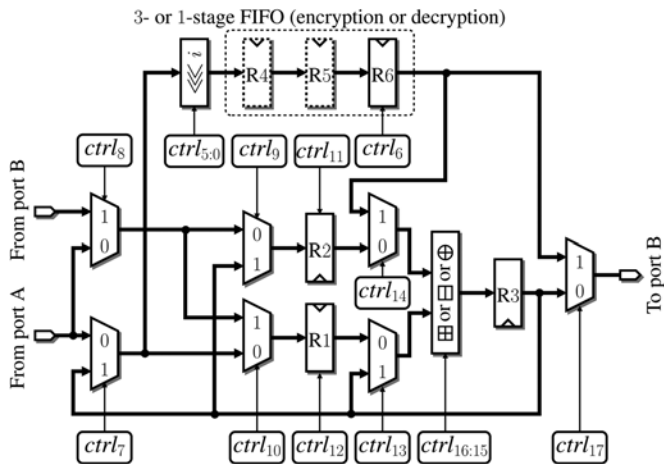 3- or 1-stage FIFO (encryption or decryption)
⋘ i
R4
R5
R6
ctrl8
ctrl5:0
ctrl9
ctrl11
ctrl6
From port B
1
0
0
1
R2
1
0
ctrl14
⊞ or ⊟ or ⊕
R3
1
0
To port B
From port A
0
1
1
0
R1
0
1
ctrl7
ctrl10
ctrl12
ctrl13
ctrl16:15
ctrl17